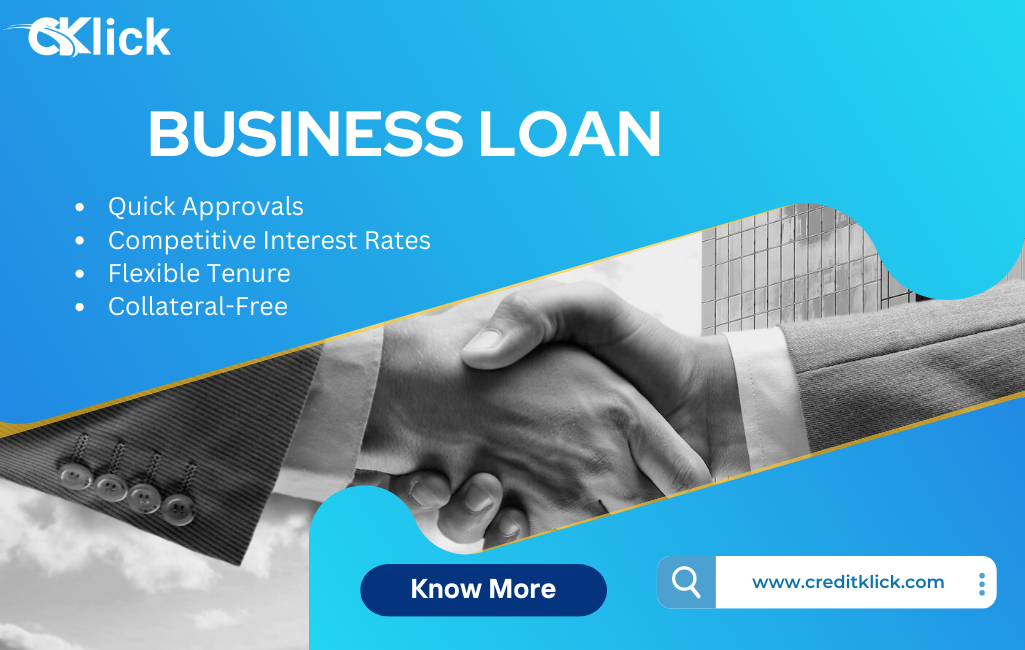 CKlick
BUSINESS LOAN
Quick Approvals
Competitive Interest Rates
Flexible Tenure
Collateral-Free
Know More
www.creditklick.com